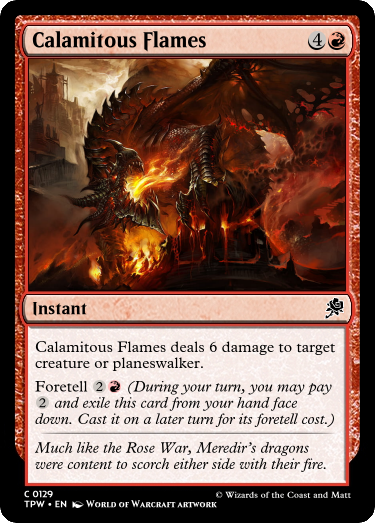 Calamitous Flames 4
Instant
Calamitous Flames deals 6 damage to target
creature or planeswalker.
Foretell 2 (During your turn, you may pay
2 and exile this card from your hand face
down. Cast it on a later turn for its foretell cost.)
Much like the Rose War, Meredir's dragons
were content to scorch either side with their fire.
C 0129
TPW • EN World of Warcraft artwork
© Wizards of the Coast and Matt